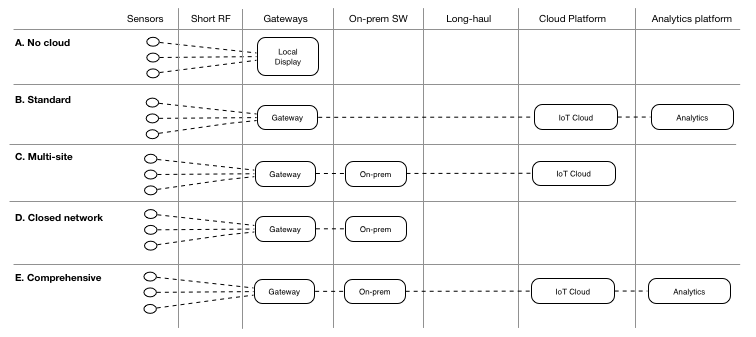 Sensors Short RF Gateways On-prem SW Long-haul Cloud Platform Analytics platform
A. No cloud
Local
Display
B. Standard
Gateway IoT Cloud Analytics
C. Multi-site
Gateway On-prem IoT Cloud
D. Closed network
Gateway On-prem
E. Comprehensive
Gateway On-prem IoT Cloud Analytics